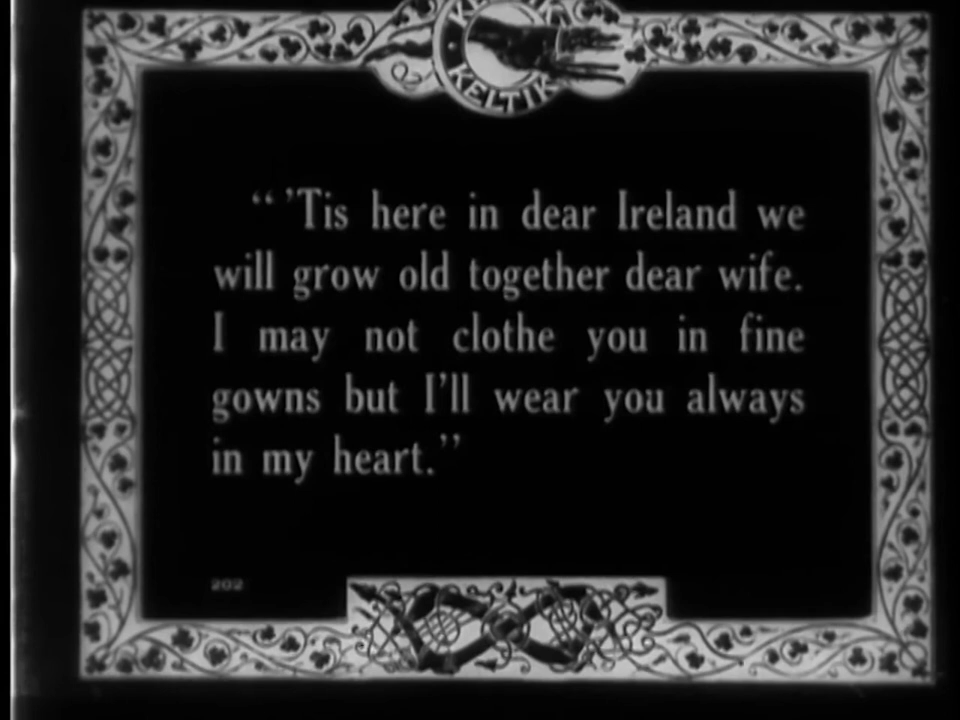 KELTIK
“ ’Tis here in dear Ireland we
will grow old together dear wife.
I may not clothe you in fine
gowns but I’ll wear you always
in my heart.”
202